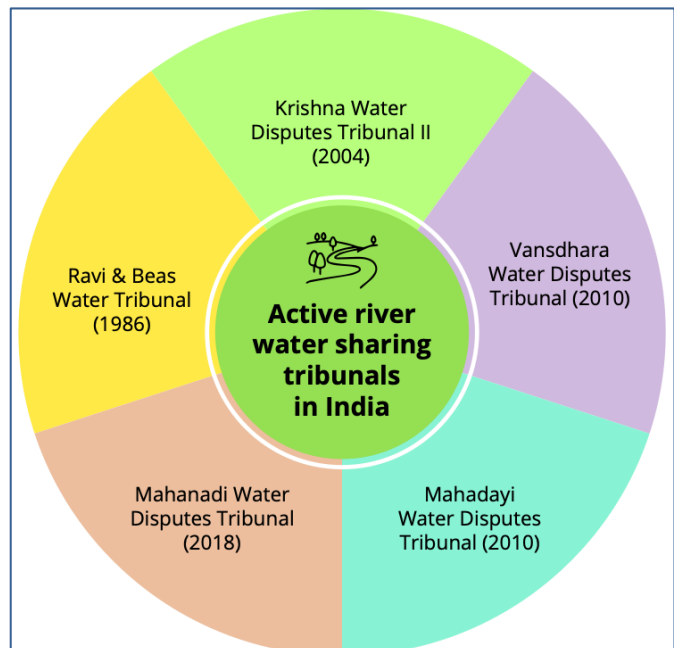 Krishna Water
Disputes Tribunal II
(2004)
Vansdhara
Water Disputes
Tribunal (2010)
Ravi & Beas
Water Tribunal
(1986)
Active river
water sharing
tribunals
in India
Mahanadi Water
Disputes Tribunal
(2018)
Mahadayi
Water Disputes
Tribunal (2010)